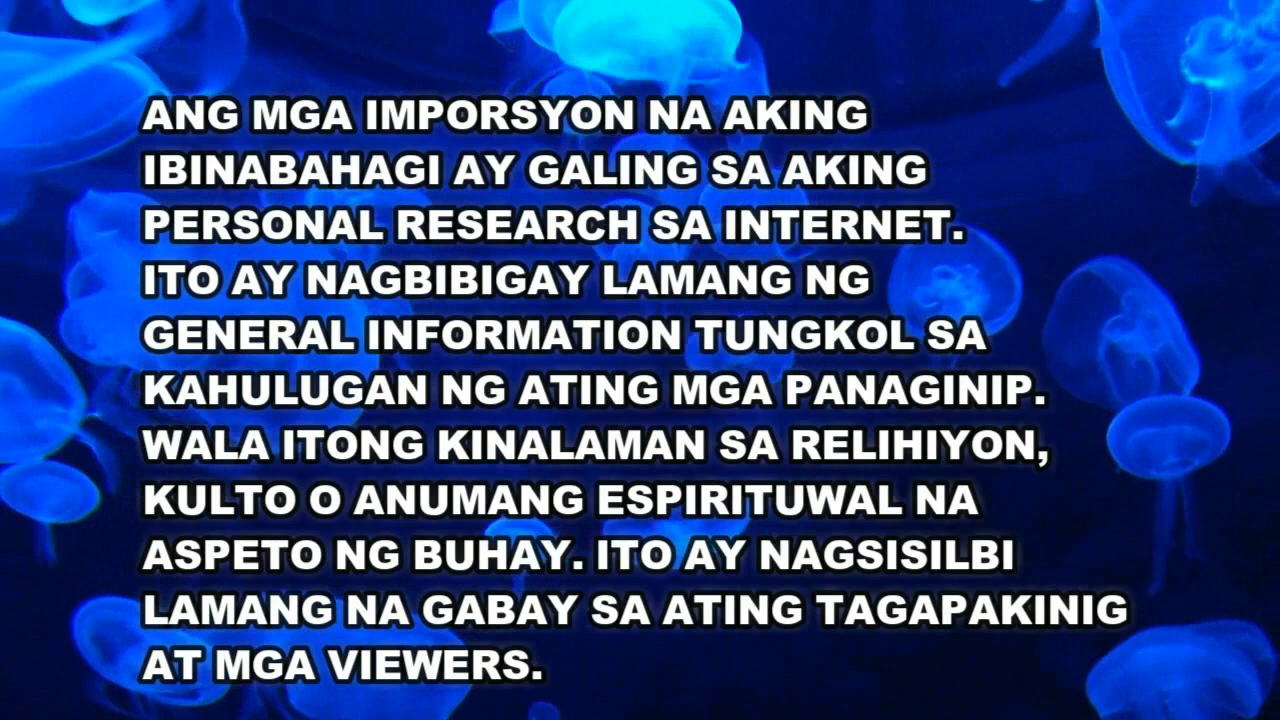 ANG MGA IMPORSYON NA AKING
IBINABAHAGI AY GALING SA AKING
PERSONAL RESEARCH SA INTERNET.
ITO AY NAGBIBIGAY LAMANG NG
GENERAL INFORMATION TUNGKOL SA
KAHULUGAN NG ATING MGA PANAGINIP.
WALA ITONG KINALAMAN SA RELIHIYON,
KULTO O ANUMANG ESPIRITUWAL NA
ASPETO NG BUHAY. ITO AY NAGSISILBI
LAMANG NA GABAY SA ATING TAGAPAKINIG
AT MGA VIEWERS.